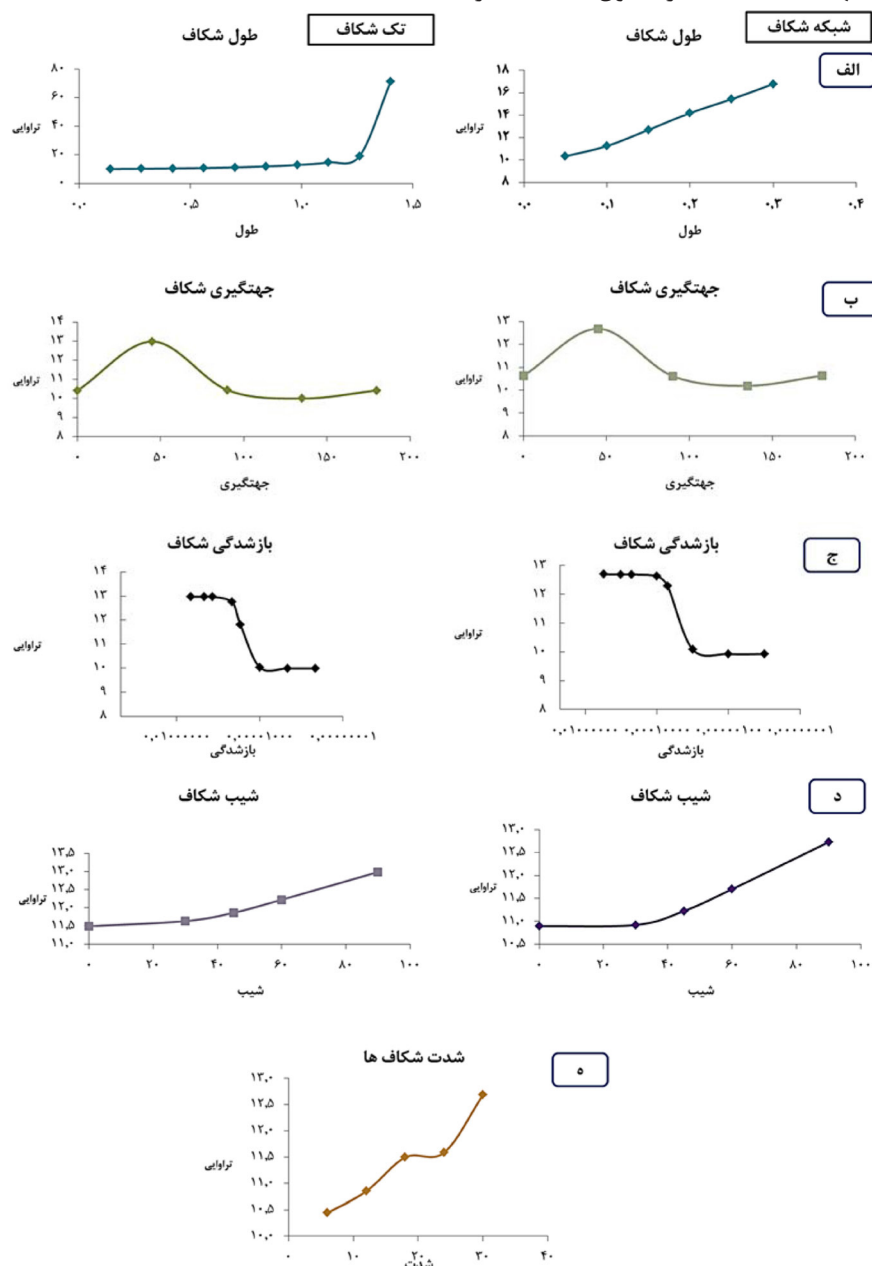 شبکه شکاف
تک شکاف
الف
طول شکاف
۱۸
۱۶
۱۴
۱۲
۱۰
۸
تراوایی
۰,۰ ۰,۱ ۰,۲ ۰,۳ ۰,۴
طول
طول شکاف
۸۰
۶۰
۴۰
۲۰
۰
تراوایی
۰,۰ ۰,۵ ۱,۰ ۱,۵
طول
ب
جهتگیری شکاف
۱۳
۱۲
۱۱
۱۰
۹
۸
تراوایی
۰ ۵۰ ۱۰۰ ۱۵۰ ۲۰۰
جهتگیری
جهتگیری شکاف
۱۴
۱۳
۱۲
۱۱
۱۰
۹
۸
تراوایی
۰ ۵۰ ۱۰۰ ۱۵۰ ۲۰۰
جهتگیری
ج
بازشدگی شکاف
۱۳
۱۲
۱۱
۱۰
۹
۸
تراوایی
بازشدگی
بازشدگی شکاف
۱۴
۱۳
۱۲
۱۱
۱۰
۹
۸
تراوایی
بازشدگی
د
شیب شکاف
۱۳,۰
۱۲,۵
۱۲,۰
۱۱,۵
۱۱,۰
۱۰,۵
تراوایی
۰ ۲۰ ۴۰ ۶۰ ۸۰ ۱۰۰
شیب
شیب شکاف
۱۳,۵
۱۳,۰
۱۲,۵
۱۲,۰
۱۱,۵
۱۱,۰
تراوایی
۰ ۲۰ ۴۰ ۶۰ ۸۰ ۱۰۰
شیب
ه
شدت شکاف ها
۱۳,۰
۱۲,۵
۱۲,۰
۱۱,۵
۱۱,۰
۱۰,۵
۱۰,۰
تراوایی
۰ ۱۰ ۲۰ ۳۰ ۴۰
شدت